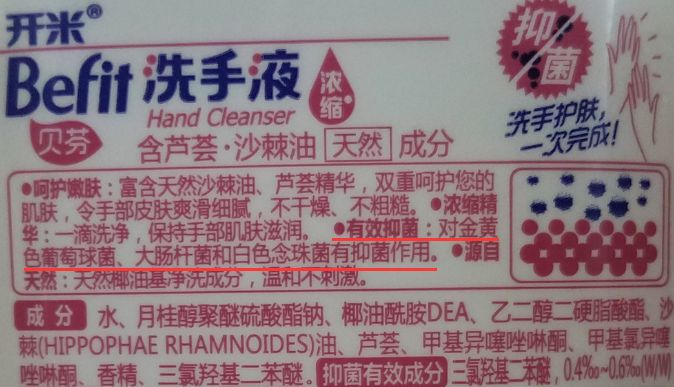 开米®
Befit 洗手液 浓缩
Hand Cleanser
贝芬
含芦荟·沙棘油 天然 成分
抑菌
洗手护肤,
一次完成!
●呵护嫩肤：富含天然沙棘油、芦荟精华，双重呵护您的
肌肤，令手部皮肤爽滑细腻，不干燥、不粗糙。●浓缩精
华：一滴洗净，保持手部肌肤滋润。●有效抑菌：对金黄
色葡萄球菌、大肠杆菌和白色念珠菌有抑菌作用。●源自
天然：天然椰油基净洗成分，温和不刺激。
成分 水、月桂醇聚醚硫酸酯钠、椰油酰胺DEA、乙二醇二硬脂酸酯、沙
棘(HIPPOPHAE RHAMNOIDES)油、芦荟、甲基异噻唑啉酮、甲基氯异噻
唑啉酮、香精、三氯羟基二苯醚。抑菌有效成分 三氯羟基二苯醚，0.4‰~0.6‰(W/W)